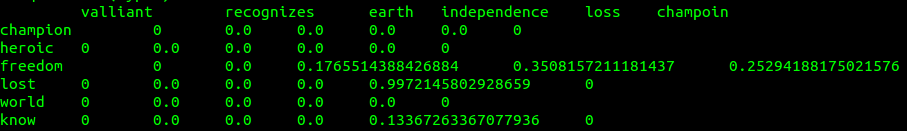 valliant recognizes earth independence loss champoin
champion 0 0.0 0.0 0.0 0.0 0
heroic 0 0.0 0.0 0.0 0.0 0
freedom 0 0.0 0.1765514388426884 0.3508157211181437 0.25294188175021576
lost 0 0.0 0.0 0.0 0.9972145802928659 0
world 0 0.0 0.0 0.0 0.0 0
know 0 0.0 0.0 0.0 0.13367263367077936 0